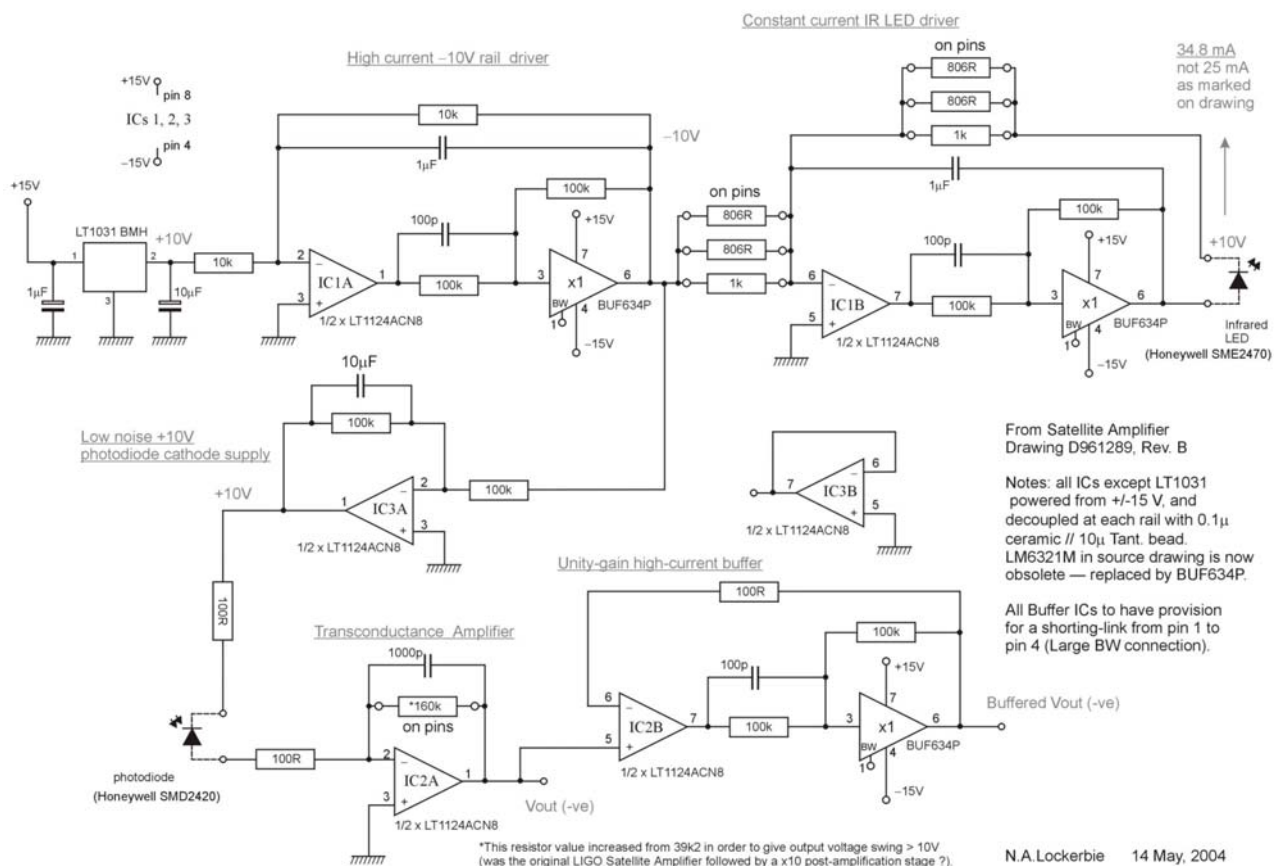 Constant current IR LED driver
High current –10V rail driver
on pins
806R
806R
1k
34.8 mA
not 25 mA
as marked
on drawing
+15V
pin 8
ICs 1, 2, 3
pin 4
–15V
10k
1µF
–10V
100k
100p
100k
+15V
7
2
–
IC1A
3
+
1
3
x1
6
BW
1
4
BUF634P
–15V
1/2 x LT1124ACN8
+15V
LT1031 BMH
1
2
3
+10V
10k
1µF
10µF
on pins
806R
806R
1k
1µF
100k
100p
100k
+15V
7
6
–
IC1B
5
+
7
3
x1
6
BW
1
4
BUF634P
–15V
1/2 x LT1124ACN8
+10V
Infrared
LED
(Honeywell SME2470)
10µF
100k
Low noise +10V
photodiode cathode supply
+10V
1
IC3A
2
–
3
+
100k
1/2 x LT1124ACN8
7
IC3B
6
–
5
+
1/2 x LT1124ACN8
From Satellite Amplifier
Drawing D961289, Rev. B
Notes: all ICs except LT1031
powered from +/-15 V, and
decoupled at each rail with 0.1µ
ceramic // 10µ Tant. bead.
LM6321M in source drawing is now
obsolete — replaced by BUF634P.
All Buffer ICs to have provision
for a shorting-link from pin 1 to
pin 4 (Large BW connection).
Unity-gain high-current buffer
100R
100k
100p
100k
+15V
7
6
–
IC2B
5
+
7
3
x1
6
BW
1
4
BUF634P
–15V
1/2 x LT1124ACN8
Buffered Vout (-ve)
100R
Transconductance Amplifier
1000p
*160k
on pins
100R
2
–
IC2A
3
+
1
1/2 x LT1124ACN8
Vout (-ve)
photodiode
(Honeywell SMD2420)
*This resistor value increased from 39k2 in order to give output voltage swing > 10V
(was the original LIGO Satellite Amplifier followed by a x10 post-amplification stage ?).
N.A.Lockerbie 14 May, 2004